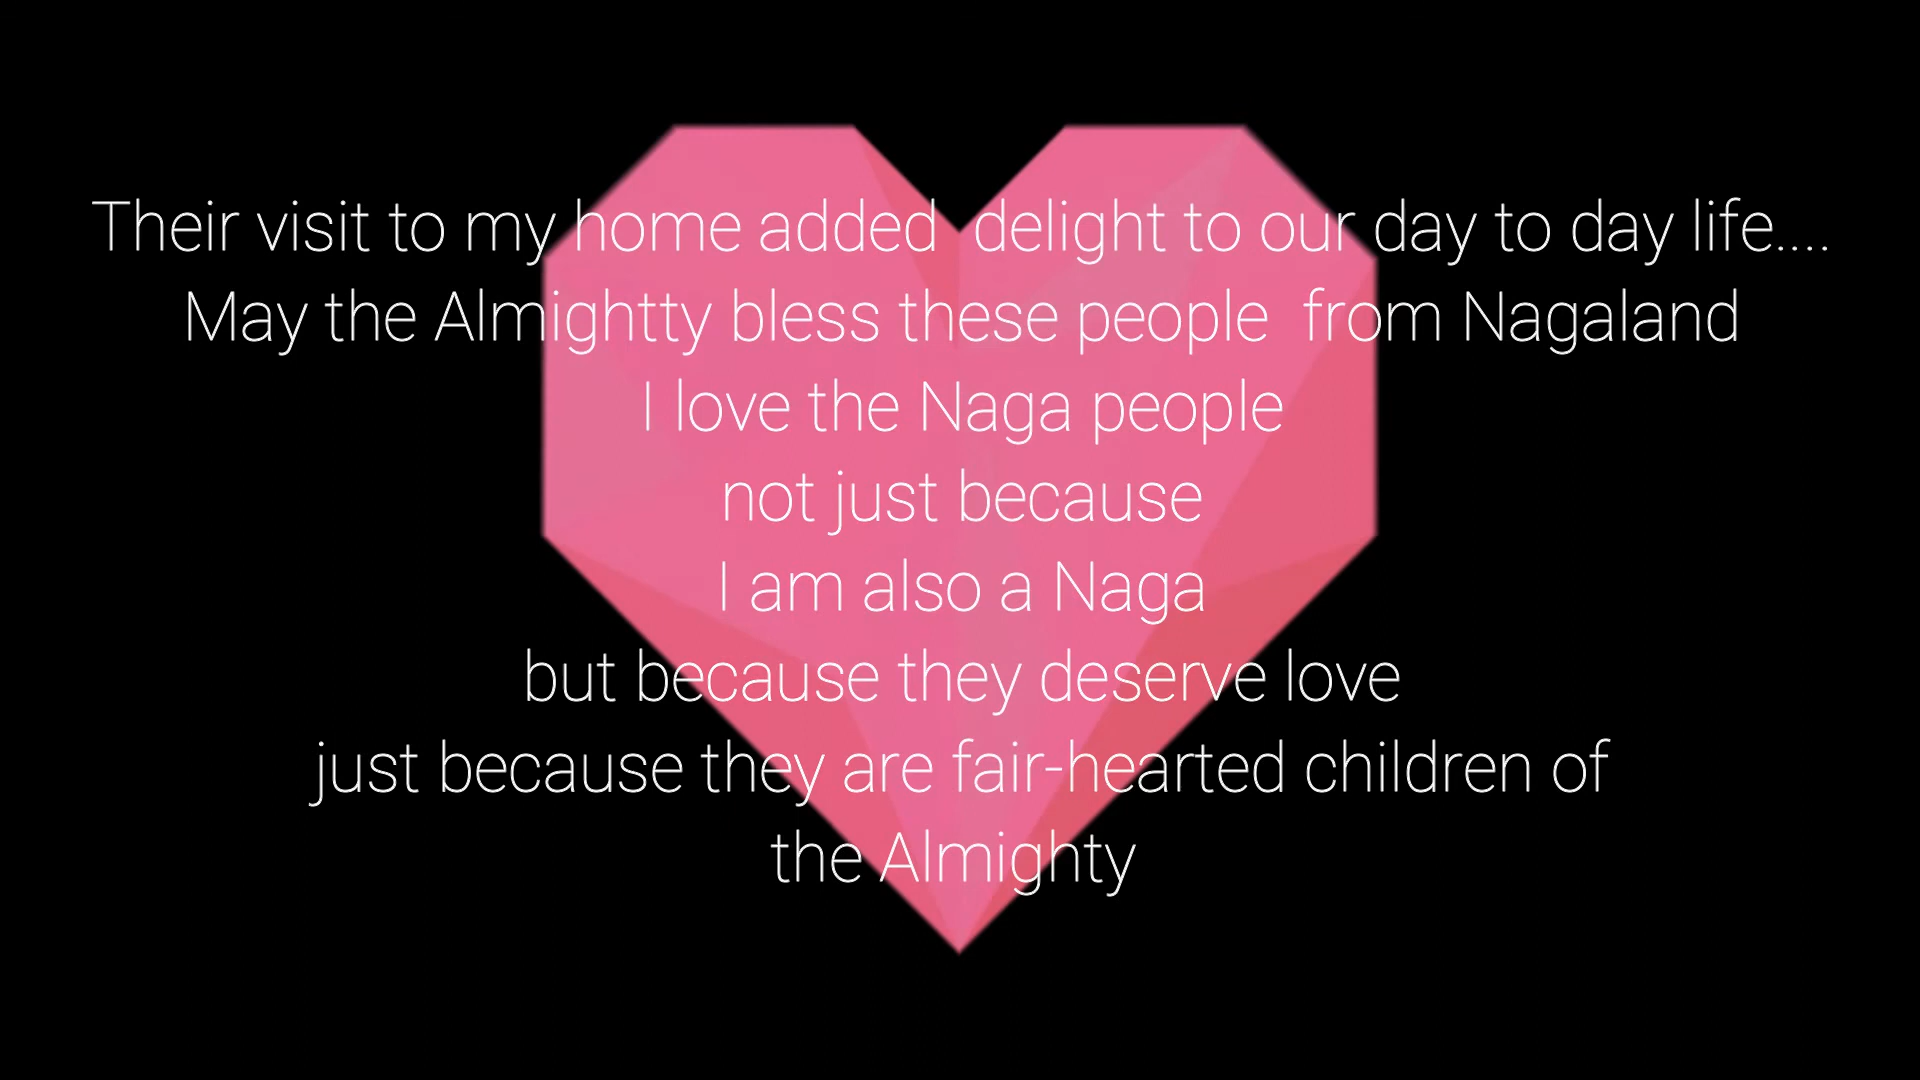 Their visit to my home added  delight to our day to day life....
May the Almightty bless these people  from Nagaland
I love the Naga people
not just because
I am also a Naga
but because they deserve love
just because they are fair-hearted children of
the Almighty